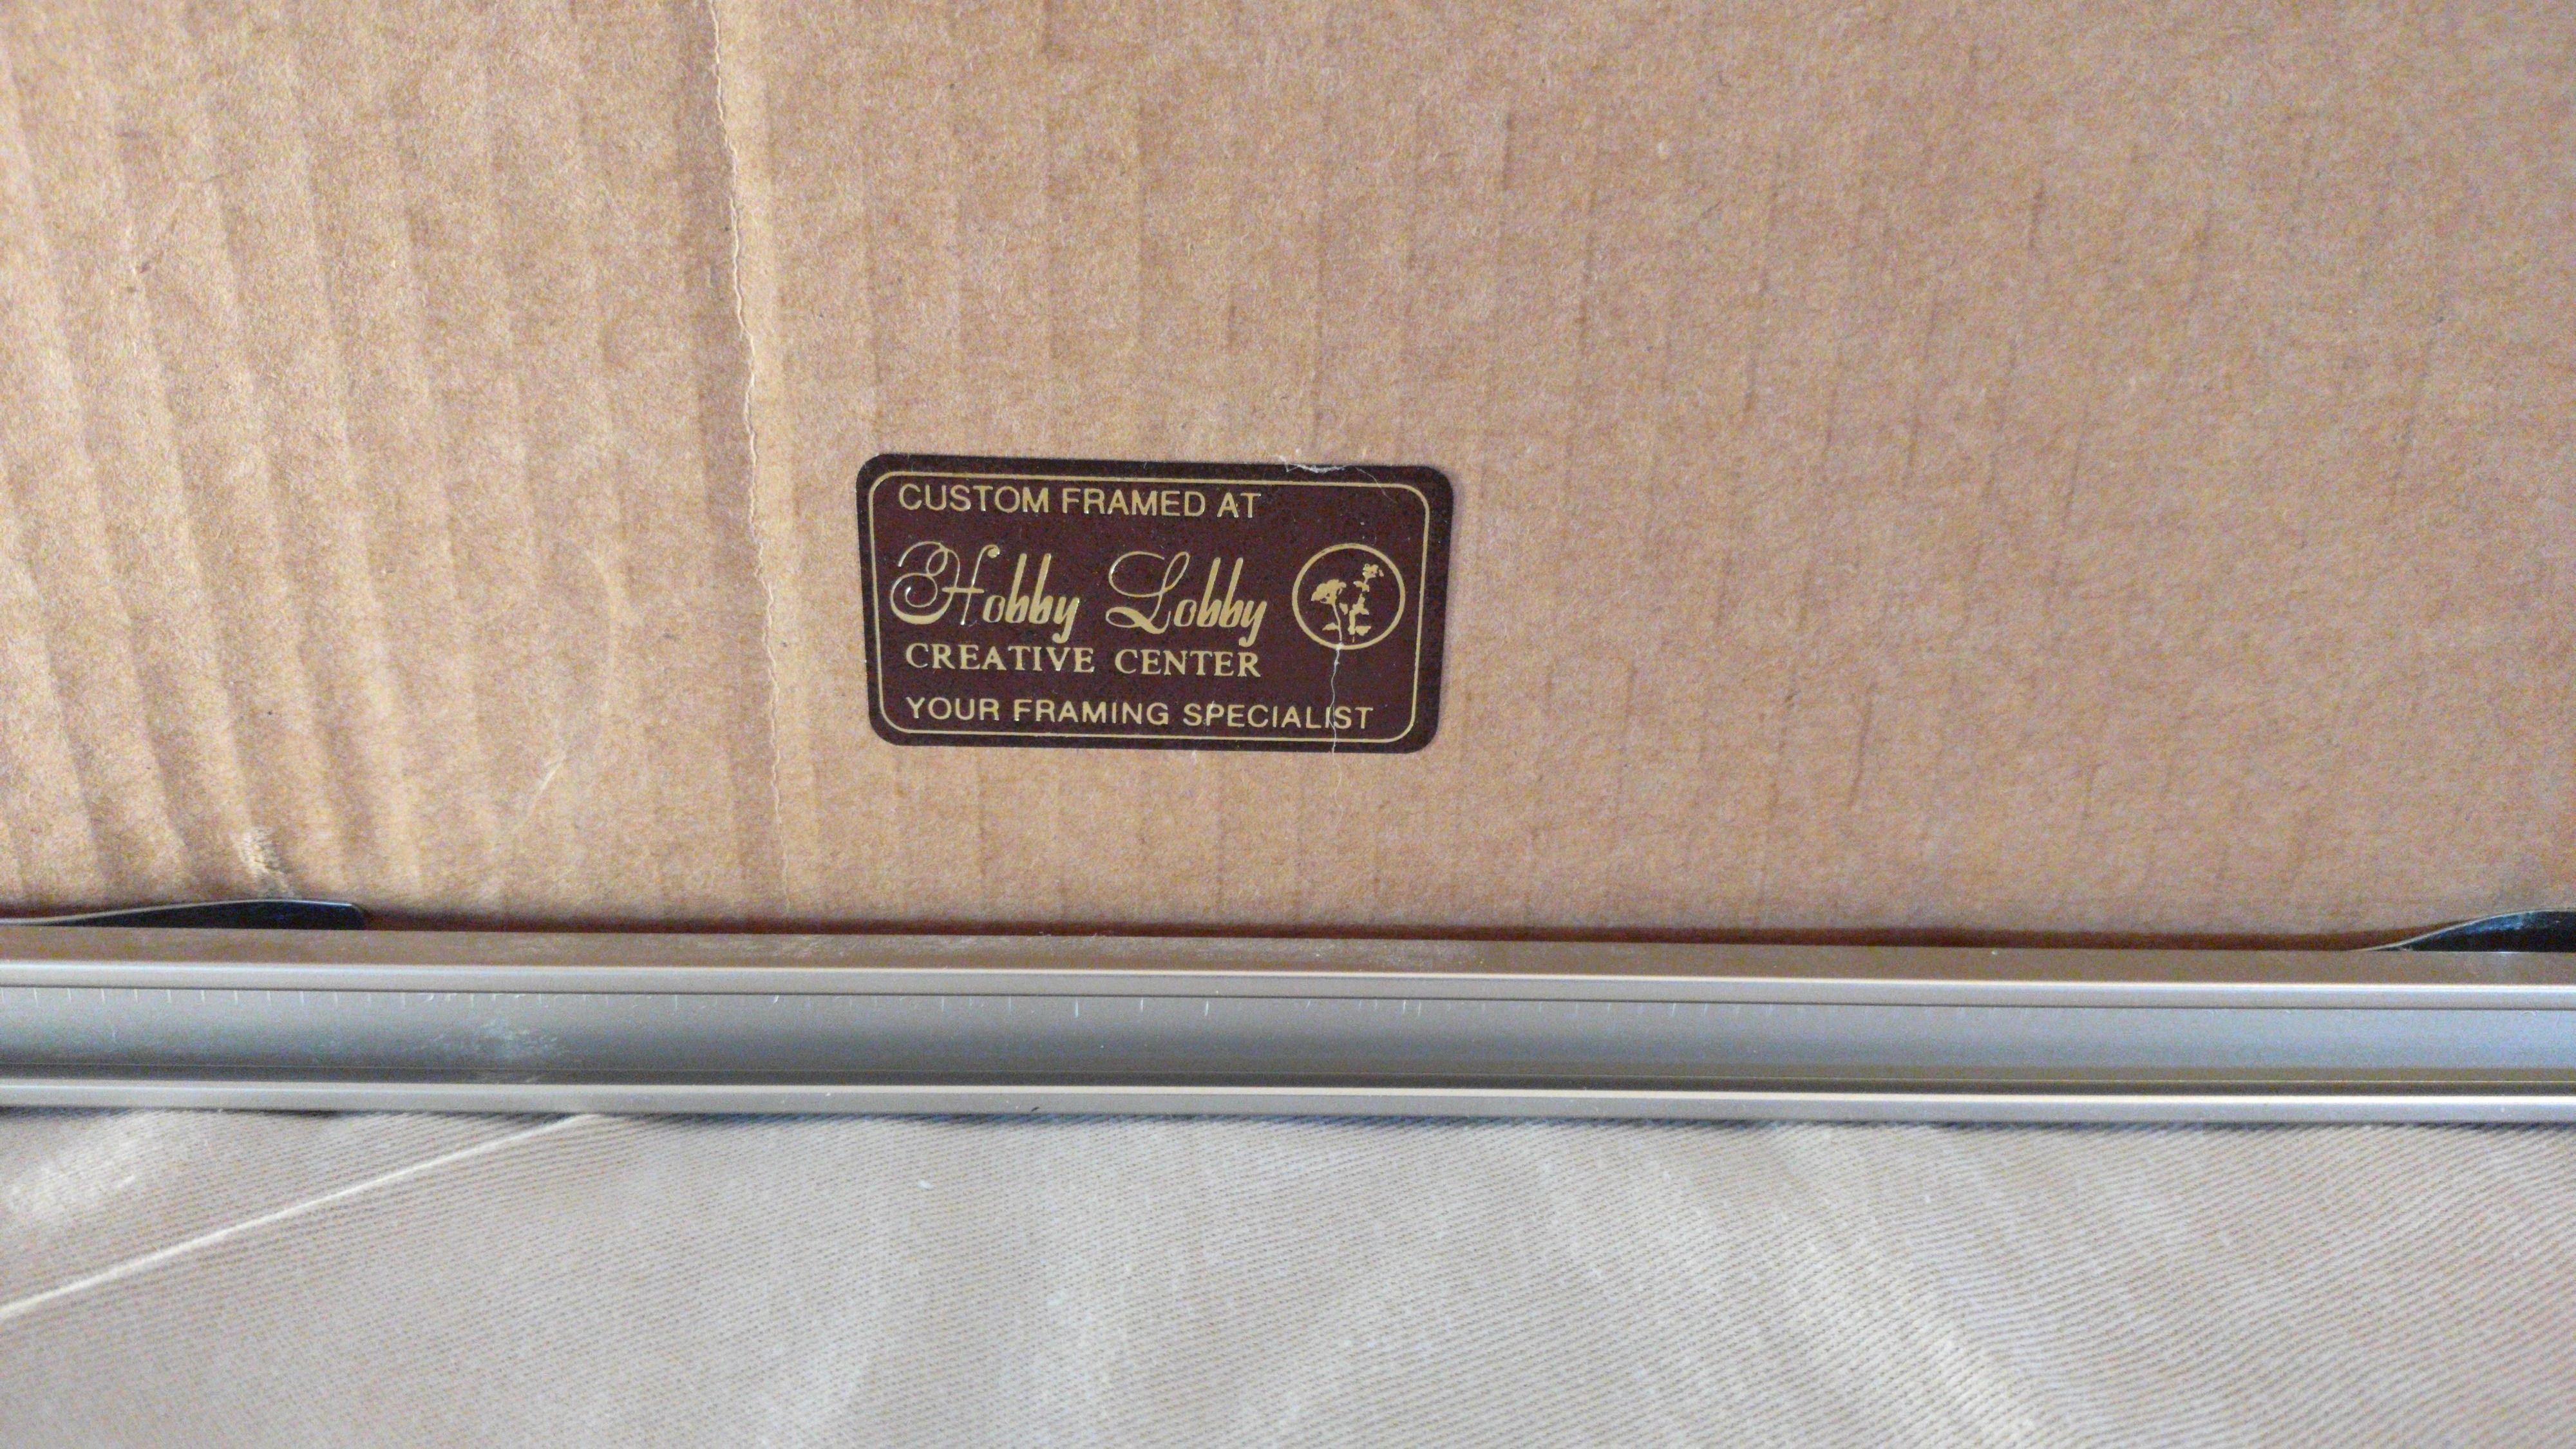 CUSTOM FRAMED AT
Hobby Lobby
CREATIVE CENTER
YOUR FRAMING SPECIALIST